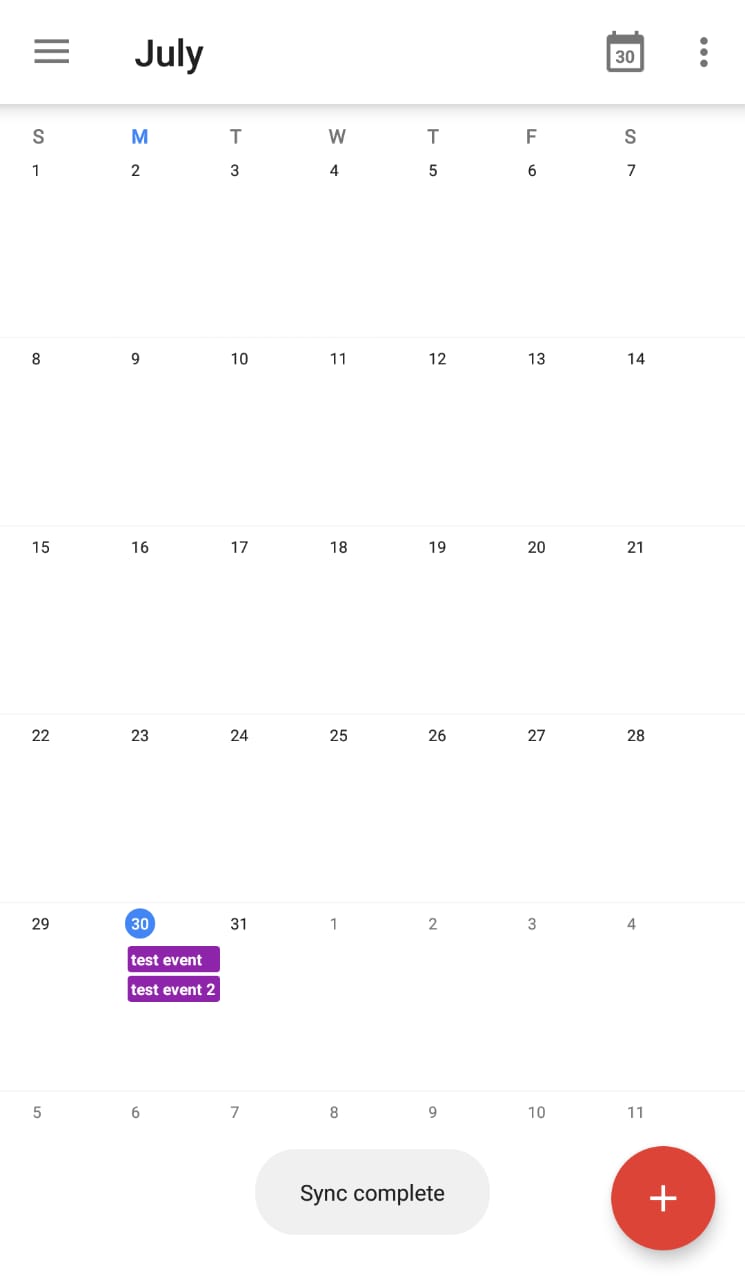 July 30
S M T W T F S
1 2 3 4 5 6 7
8 9 10 11 12 13 14
15 16 17 18 19 20 21
22 23 24 25 26 27 28
29 30 31 1 2 3 4
test event
test event 2
5 6 7 8 9 10 11
Sync complete